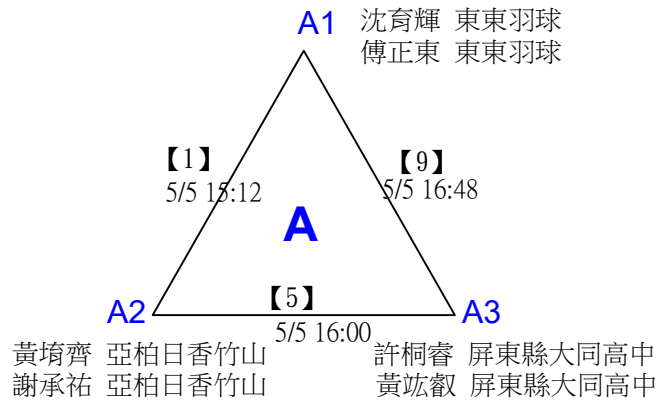 A1 沈育輝 東東羽球
傅正東 東東羽球
【1】
5/5 15:12
【9】
5/5 16:48
A
【5】
5/5 16:00
A2
A3
黃堉齊 亞柏日香竹山
謝承祐 亞柏日香竹山
許桐睿 屏東縣大同高中
黃竑叡 屏東縣大同高中